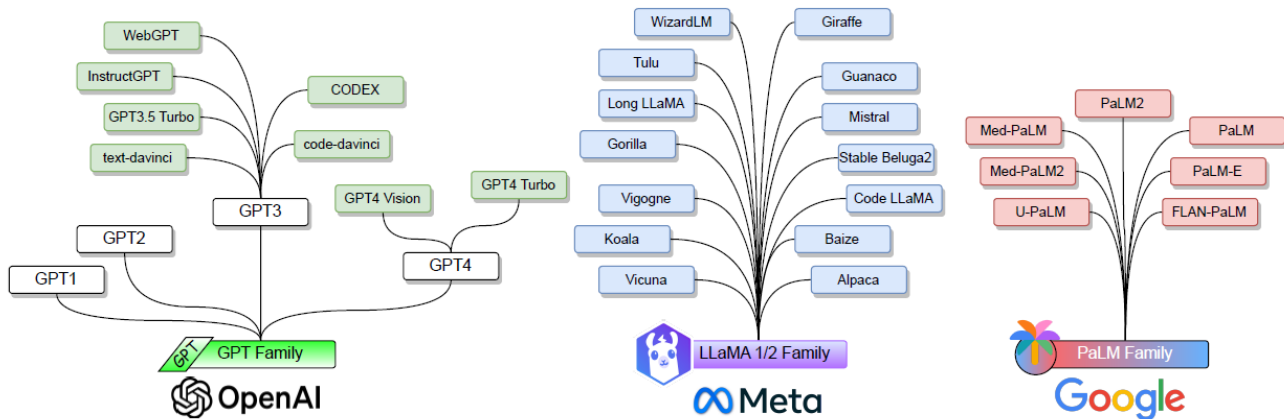 WebGPT
InstructGPT
CODEX
GPT3.5 Turbo
text-davinci
code-davinci
GPT4 Vision
GPT4 Turbo
GPT3
GPT2
GPT4
GPT1
GPT
GPT Family
OpenAI
WizardLM
Giraffe
Tulu
Guanaco
Long LLaMA
Mistral
Gorilla
Stable Beluga2
Vigogne
Code LLaMA
Koala
Baize
Vicuna
Alpaca
LLaMA 1/2 Family
Meta
PaLM2
Med-PaLM
PaLM
Med-PaLM2
PaLM-E
U-PaLM
FLAN-PaLM
PaLM Family
Google